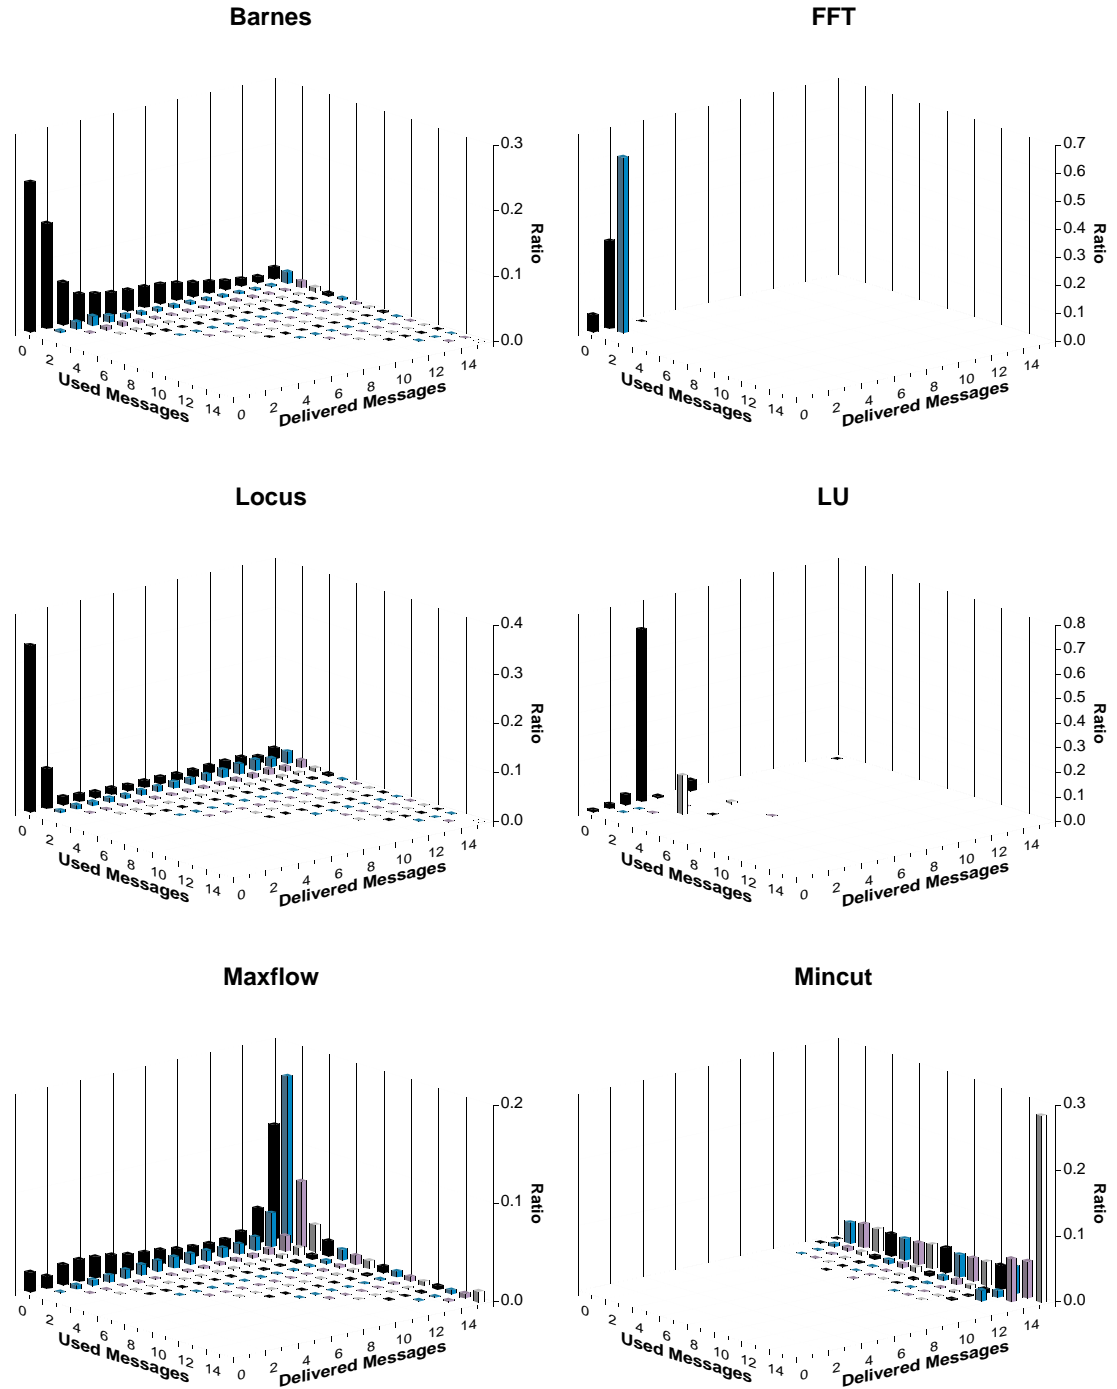 Barnes
0.3
0.2
0.1
0.0
Ratio
0 2 4 6 8 10 12 14
Used Messages
0 2 4 6 8 10 12 14
Delivered Messages
FFT
0.7
0.6
0.5
0.4
0.3
0.2
0.1
0.0
Ratio
0 2 4 6 8 10 12 14
Used Messages
0 2 4 6 8 10 12 14
Delivered Messages
Locus
0.4
0.3
0.2
0.1
0.0
Ratio
0 2 4 6 8 10 12 14
Used Messages
0 2 4 6 8 10 12 14
Delivered Messages
LU
0.8
0.7
0.6
0.5
0.4
0.3
0.2
0.1
0.0
Ratio
0 2 4 6 8 10 12 14
Used Messages
0 2 4 6 8 10 12 14
Delivered Messages
Maxflow
0.2
0.1
0.0
Ratio
0 2 4 6 8 10 12 14
Used Messages
0 2 4 6 8 10 12 14
Delivered Messages
Mincut
0.3
0.2
0.1
0.0
Ratio
0 2 4 6 8 10 12 14
Used Messages
0 2 4 6 8 10 12 14
Delivered Messages